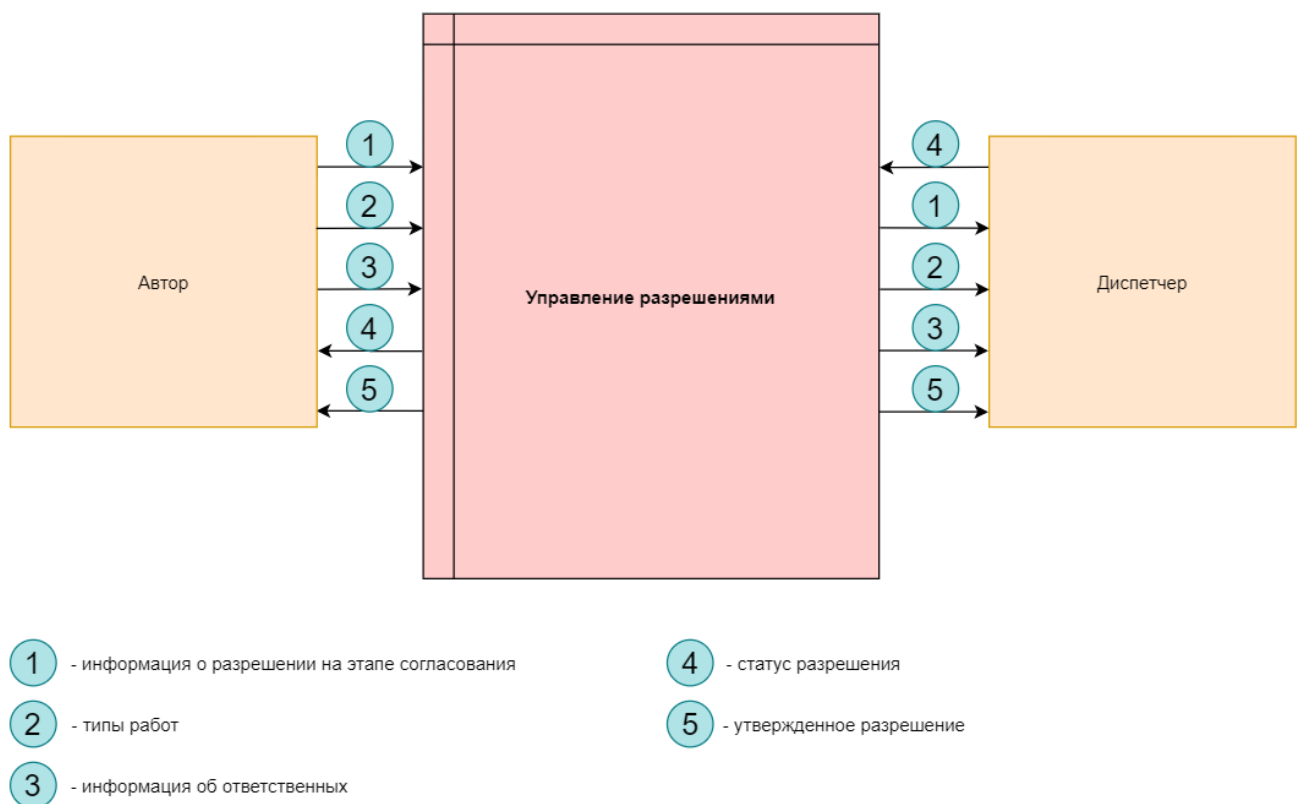 1
4
2
1
3
2
Автор
Управление разрешениями
Диспетчер
4
3
5
5
1 - информация о разрешении на этапе согласования
4 - статус разрешения
2 - типы работ
5 - утвержденное разрешение
3 - информация об ответственных